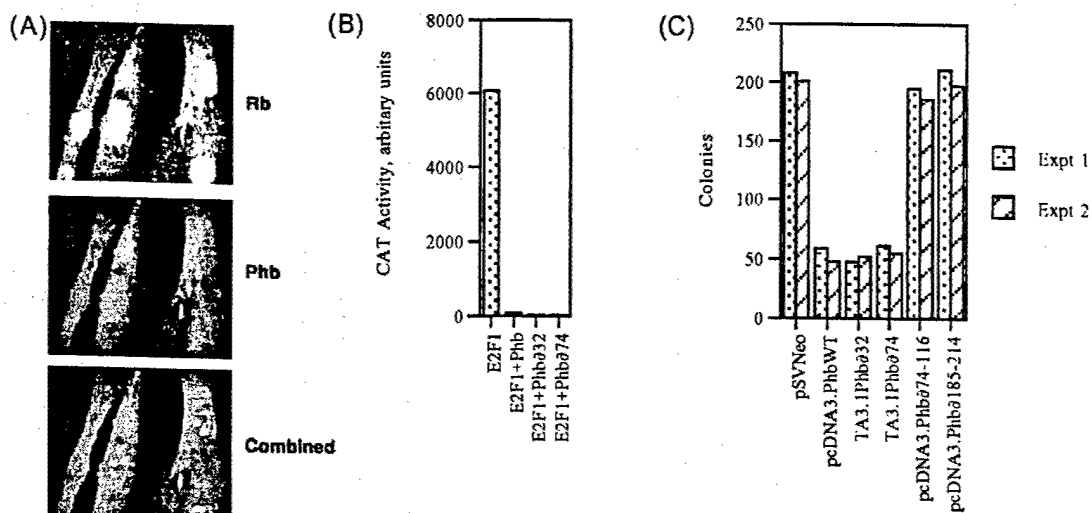 (A)
Rb
Phb
Combined
(B)
CAT Activity, arbitrary units
8000
6000
4000
2000
0
E2F1
E2F1+Phb
E2F1+Phb∂32
E2F1+Phb∂74
(C)
Colonies
250
200
150
100
50
0
pSVNeo
pcDNA3.PhbWT
TA3.1Phb∂32
TA3.1Phb∂74
pcDNA3.Phb∂74-116
pcDNA3.Phb∂185-214
Expt 1
Expt 2